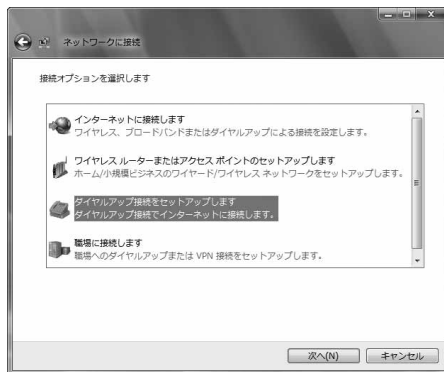 ネットワークに接続
接続オプションを選択します
インターネットに接続します
ワイヤレス、ブロードバンドまたはダイヤルアップによる接続を設定します。
ワイヤレス ルーターまたはアクセス ポイントのセットアップします
ホーム/小規模ビジネスのワイヤード/ワイヤレス ネットワークをセットアップします。
ダイヤルアップ接続をセットアップします
ダイヤルアップ接続でインターネットに接続します。
職場に接続します
職場へのダイヤルアップまたは VPN 接続をセットアップします。
次へ(N)
キャンセル